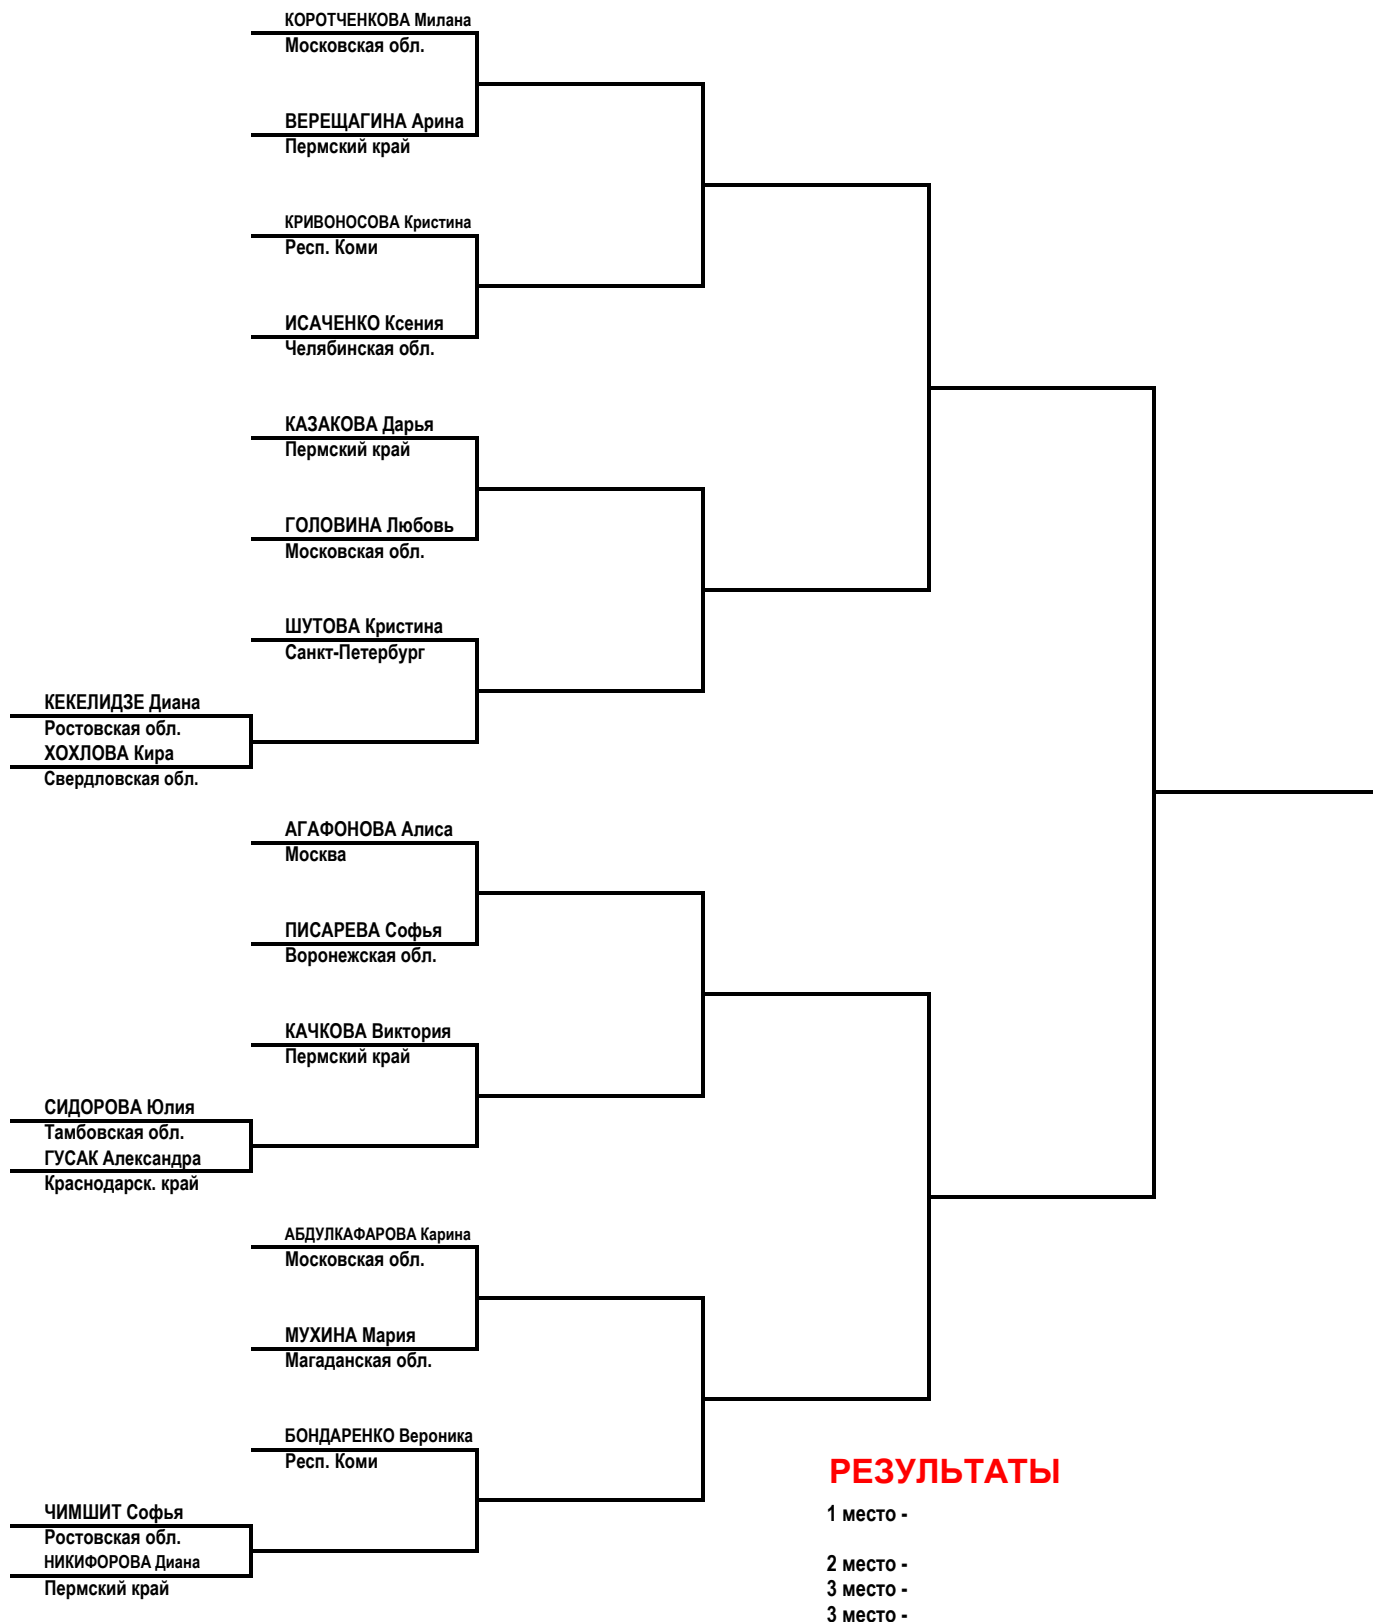 КОРОТЧЕНКОВА Милана
Московская обл.
ВЕРЕЩАГИНА Арина
Пермский край
КРИВОНОСОВА Кристина
Респ. Коми
ИСАЧЕНКО Ксения
Челябинская обл.
КАЗАКОВА Дарья
Пермский край
ГОЛОВИНА Любовь
Московская обл.
ШУТОВА Кристина
Санкт-Петербург
КЕКЕЛИДЗЕ Диана
Ростовская обл.
ХОХЛОВА Кира
Свердловская обл.
АГАФОНОВА Алиса
Москва
ПИСАРЕВА Софья
Воронежская обл.
КАЧКОВА Виктория
Пермский край
СИДОРОВА Юлия
Тамбовская обл.
ГУСАК Александра
Краснодарск. край
АБДУЛКАФАРОВА Карина
Московская обл.
МУХИНА Мария
Магаданская обл.
БОНДАРЕНКО Вероника
Респ. Коми
ЧИМШИТ Софья
Ростовская обл.
НИКИФОРОВА Диана
Пермский край
РЕЗУЛЬТАТЫ
1 место -
2 место -
3 место -
3 место -